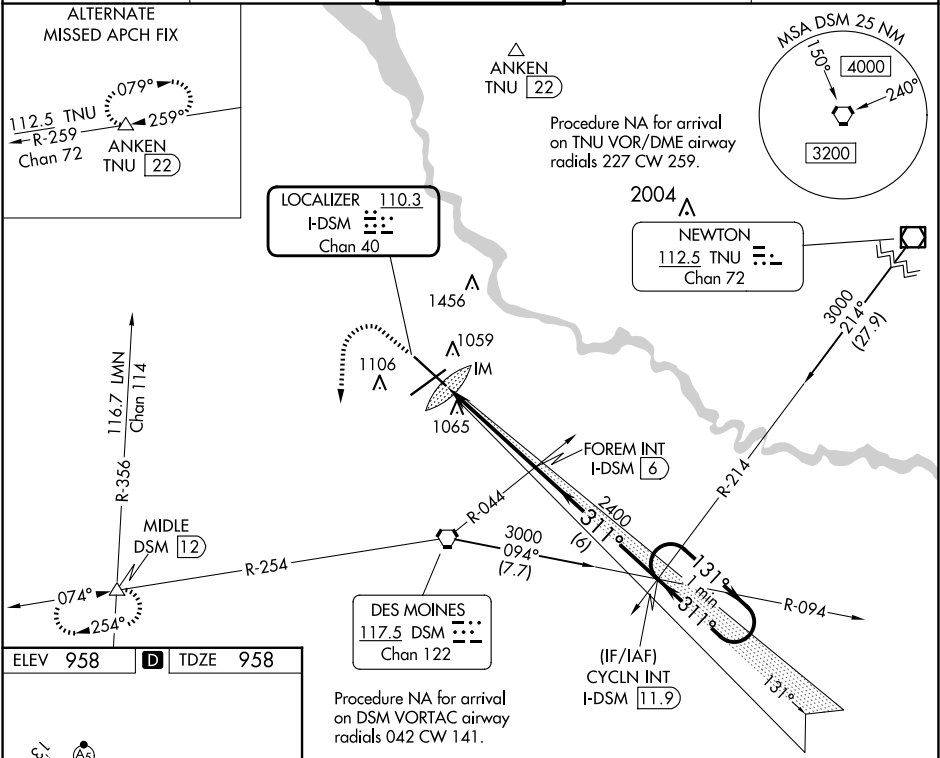 ALTERNATE
MISSED APCH FIX
079°
259°
112.5 TNU
R-259
Chan 72
ANKEN
TNU 22
ANKEN
TNU 22
MSA DSM 25 NM
150°
4000
240°
3200
Procedure NA for arrival
on TNU VOR/DME airway
radials 227 CW 259.
LOCALIZER 110.3
I-DSM
Chan 40
2004
NEWTON
112.5 TNU
Chan 72
3000
214°
(27.9)
R-214
1456
1059
1106
IM
1065
116.7 LMN
Chan 114
R-356
FOREM INT
I-DSM 6
R-044
2400
311°
(6)
MIDLE
DSM 12
R-254
074°
254°
3000
094°
(7.7)
131°
1 min
311°
R-094
131°
DES MOINES
117.5 DSM
Chan 122
(IF/IAF)
CYCLN INT
I-DSM 11.9
ELEV 958
D
TDZE 958
Procedure NA for arrival
on DSM VORTAC airway
radials 042 CW 141.
A5